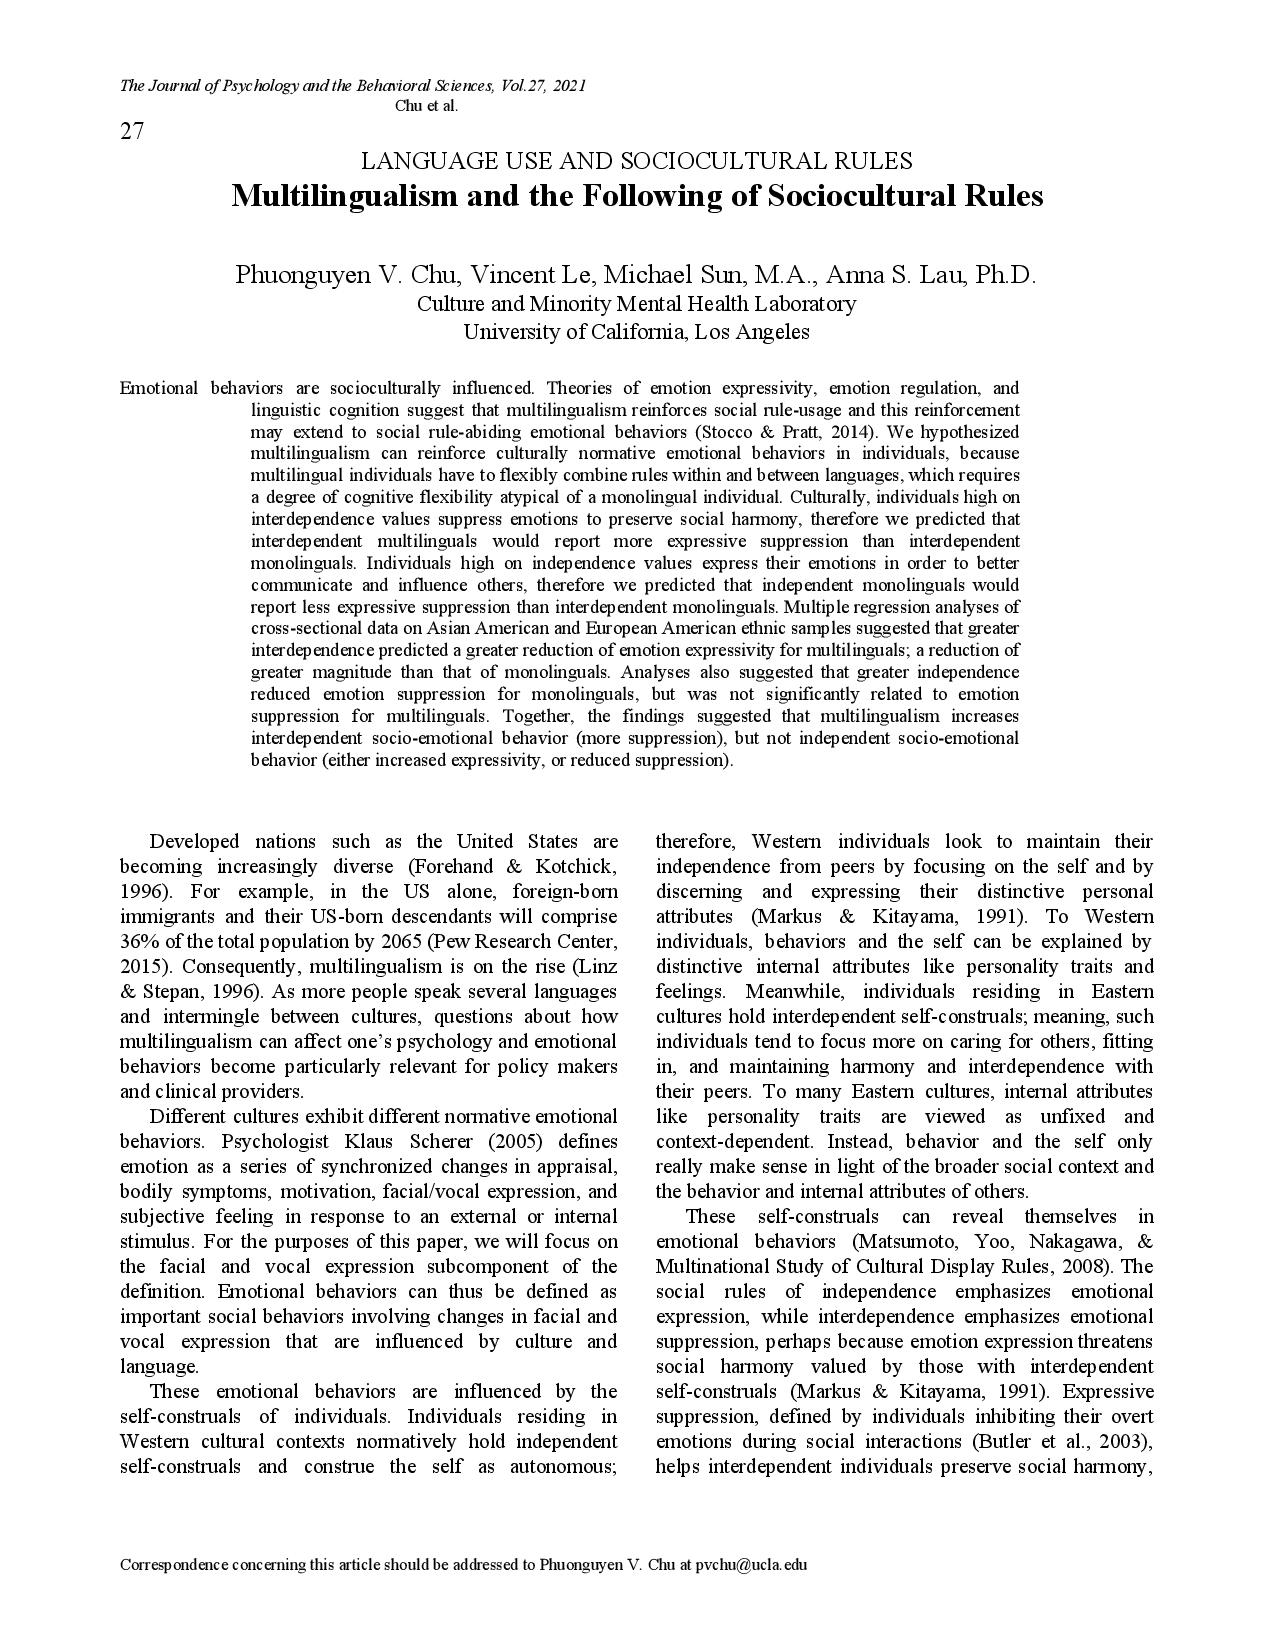 The Journal of Psychology and the Behavioral Sciences, Vol.27, 2021
Chu et al.
27
LANGUAGE USE AND SOCIOCULTURAL RULES
Multilingualism and the Following of Sociocultural Rules
Phuonguyen V. Chu, Vincent Le, Michael Sun, M.A., Anna S. Lau, Ph.D.
Culture and Minority Mental Health Laboratory
University of California, Los Angeles
Emotional behaviors are socioculturally influenced. Theories of emotion expressivity, emotion regulation, and
linguistic cognition suggest that multilingualism reinforces social rule-usage and this reinforcement
may extend to social rule-abiding emotional behaviors (Stocco & Pratt, 2014). We hypothesized
multilingualism can reinforce culturally normative emotional behaviors in individuals, because
multilingual individuals have to flexibly combine rules within and between languages, which requires
a degree of cognitive flexibility atypical of a monolingual individual. Culturally, individuals high on
interdependence values suppress emotions to preserve social harmony, therefore we predicted that
interdependent multilinguals would report more expressive suppression than interdependent
monolinguals. Individuals high on independence values express their emotions in order to better
communicate and influence others, therefore we predicted that independent monolinguals would
report less expressive suppression than interdependent monolinguals. Multiple regression analyses of
cross-sectional data on Asian American and European American ethnic samples suggested that greater
interdependence predicted a greater reduction of emotion expressivity for multilinguals; a reduction of
greater magnitude than that of monolinguals. Analyses also suggested that greater independence
reduced emotion suppression for monolinguals, but was not significantly related to emotion
suppression for multilinguals. Together, the findings suggested that multilingualism increases
interdependent socio-emotional behavior (more suppression), but not independent socio-emotional
behavior (either increased expressivity, or reduced suppression).
Developed nations such as the United States are
becoming increasingly diverse (Forehand & Kotchick,
1996). For example, in the US alone, foreign-born
immigrants and their US-born descendants will comprise
36% of the total population by 2065 (Pew Research Center,
2015). Consequently, multilingualism is on the rise (Linz
& Stepan, 1996). As more people speak several languages
and intermingle between cultures, questions about how
multilingualism can affect one's psychology and emotional
behaviors become particularly relevant for policy makers
and clinical providers.
Different cultures exhibit different normative emotional
behaviors. Psychologist Klaus Scherer (2005) defines
emotion as a series of synchronized changes in appraisal,
bodily symptoms, motivation, facial/vocal expression, and
subjective feeling in response to an external or internal
stimulus. For the purposes of this paper, we will focus on
the facial and vocal expression subcomponent of the
definition. Emotional behaviors can thus be defined as
important social behaviors involving changes in facial and
vocal expression that are influenced by culture and
language.
These emotional behaviors are influenced by the
self-construals of individuals. Individuals residing in
Western cultural contexts normatively hold independent
self-construals and construe the self as autonomous;
therefore, Western individuals look to maintain their
independence from peers by focusing on the self and by
discerning and expressing their distinctive personal
attributes (Markus & Kitayama, 1991). To Western
individuals, behaviors and the self can be explained by
distinctive internal attributes like personality traits and
feelings. Meanwhile, individuals residing in Eastern
cultures hold interdependent self-construals; meaning, such
individuals tend to focus more on caring for others, fitting
in, and maintaining harmony and interdependence with
their peers. To many Eastern cultures, internal attributes
like personality traits are viewed as unfixed and
context-dependent. Instead, behavior and the self only
really make sense in light of the broader social context and
the behavior and internal attributes of others.
These self-construals can reveal themselves in
emotional behaviors (Matsumoto, Yoo, Nakagawa, &
Multinational Study of Cultural Display Rules, 2008). The
social rules of independence emphasizes emotional
expression, while interdependence emphasizes emotional
suppression, perhaps because emotion expression threatens
social harmony valued by those with interdependent
self-construals (Markus & Kitayama, 1991). Expressive
suppression, defined by individuals inhibiting their overt
emotions during social interactions (Butler et al., 2003),
helps interdependent individuals preserve social harmony,
Correspondence concerning this article should be addressed to Phuonguyen V. Chu at pvchu@ucla.edu